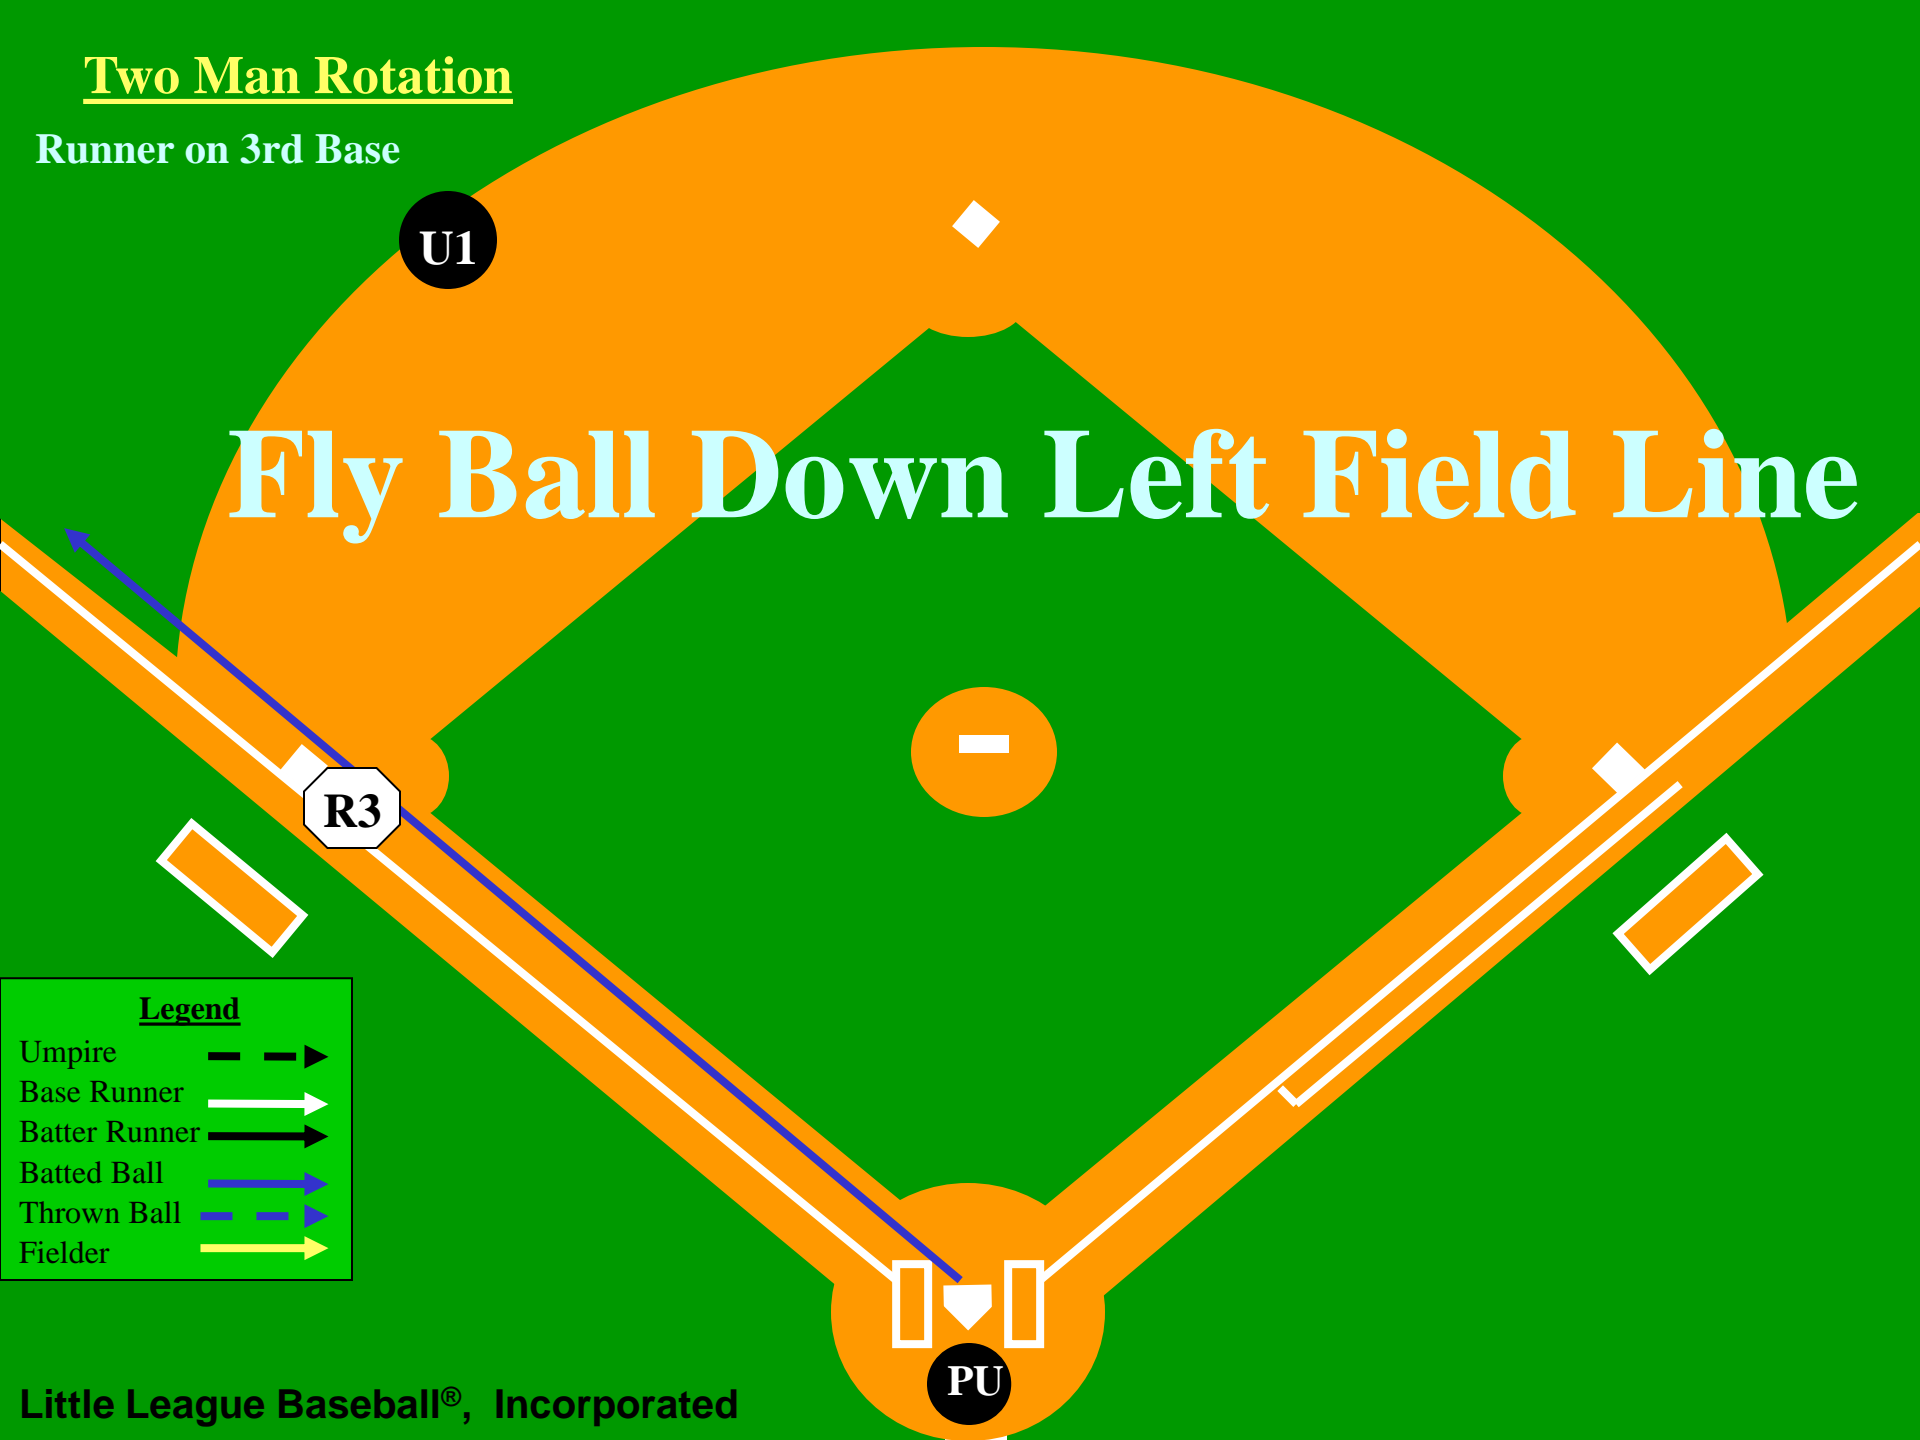 Two Man Rotation
Runner on 3rd Base
U1
Fly Ball Down Left Field Line
R3
Legend
Umpire
Base Runner
Batter Runner
Batted Ball
Thrown Ball
Fielder
PU
Little League Baseball®, Incorporated